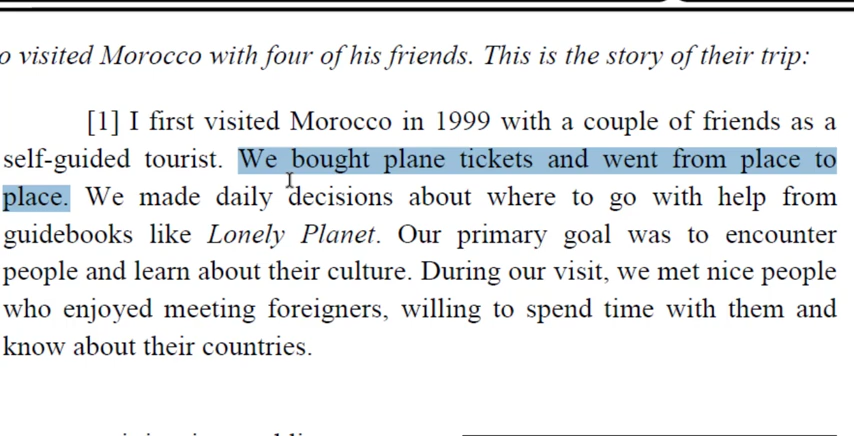 o visited Morocco with four of his friends. This is the story of their trip:
[1] I first visited Morocco in 1999 with a couple of friends as a
self-guided tourist. We bought plane tickets and went from place to
place. We made daily decisions about where to go with help from
guidebooks like Lonely Planet. Our primary goal was to encounter
people and learn about their culture. During our visit, we met nice people
who enjoyed meeting foreigners, willing to spend time with them and
know about their countries.